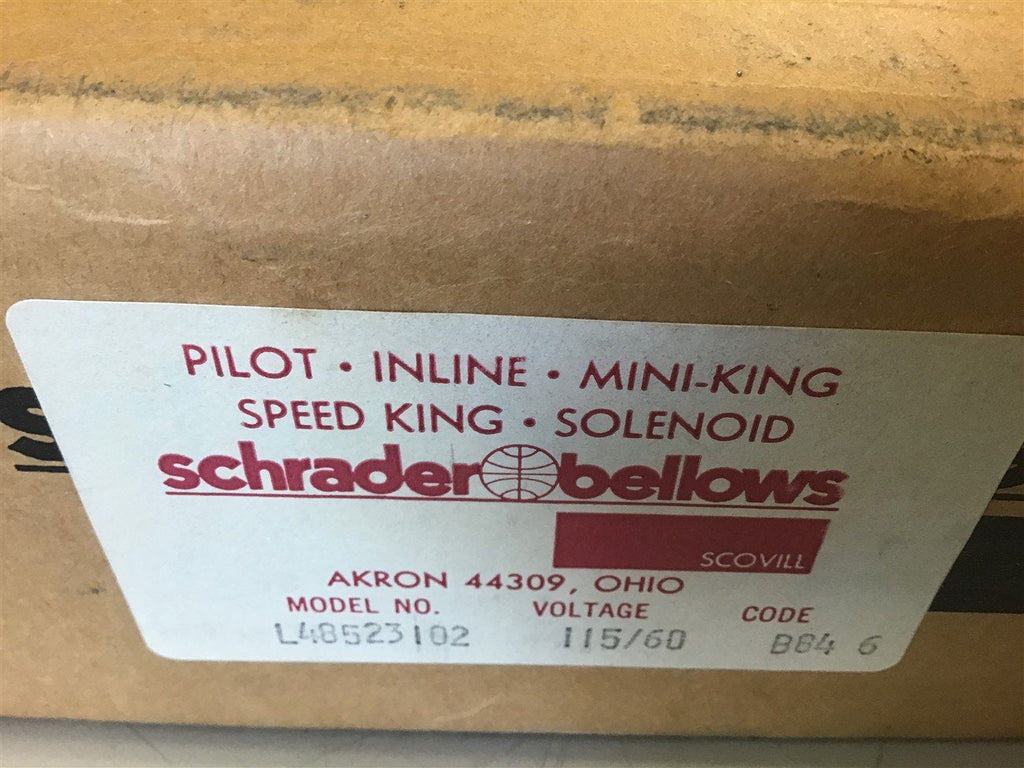 PILOT • INLINE • MINI-KING
SPEED KING • SOLENOID
schrader bellows
SCOVILL
AKRON 44309, OHIO
MODEL NO. VOLTAGE CODE
L48523102 115/60 B84 6